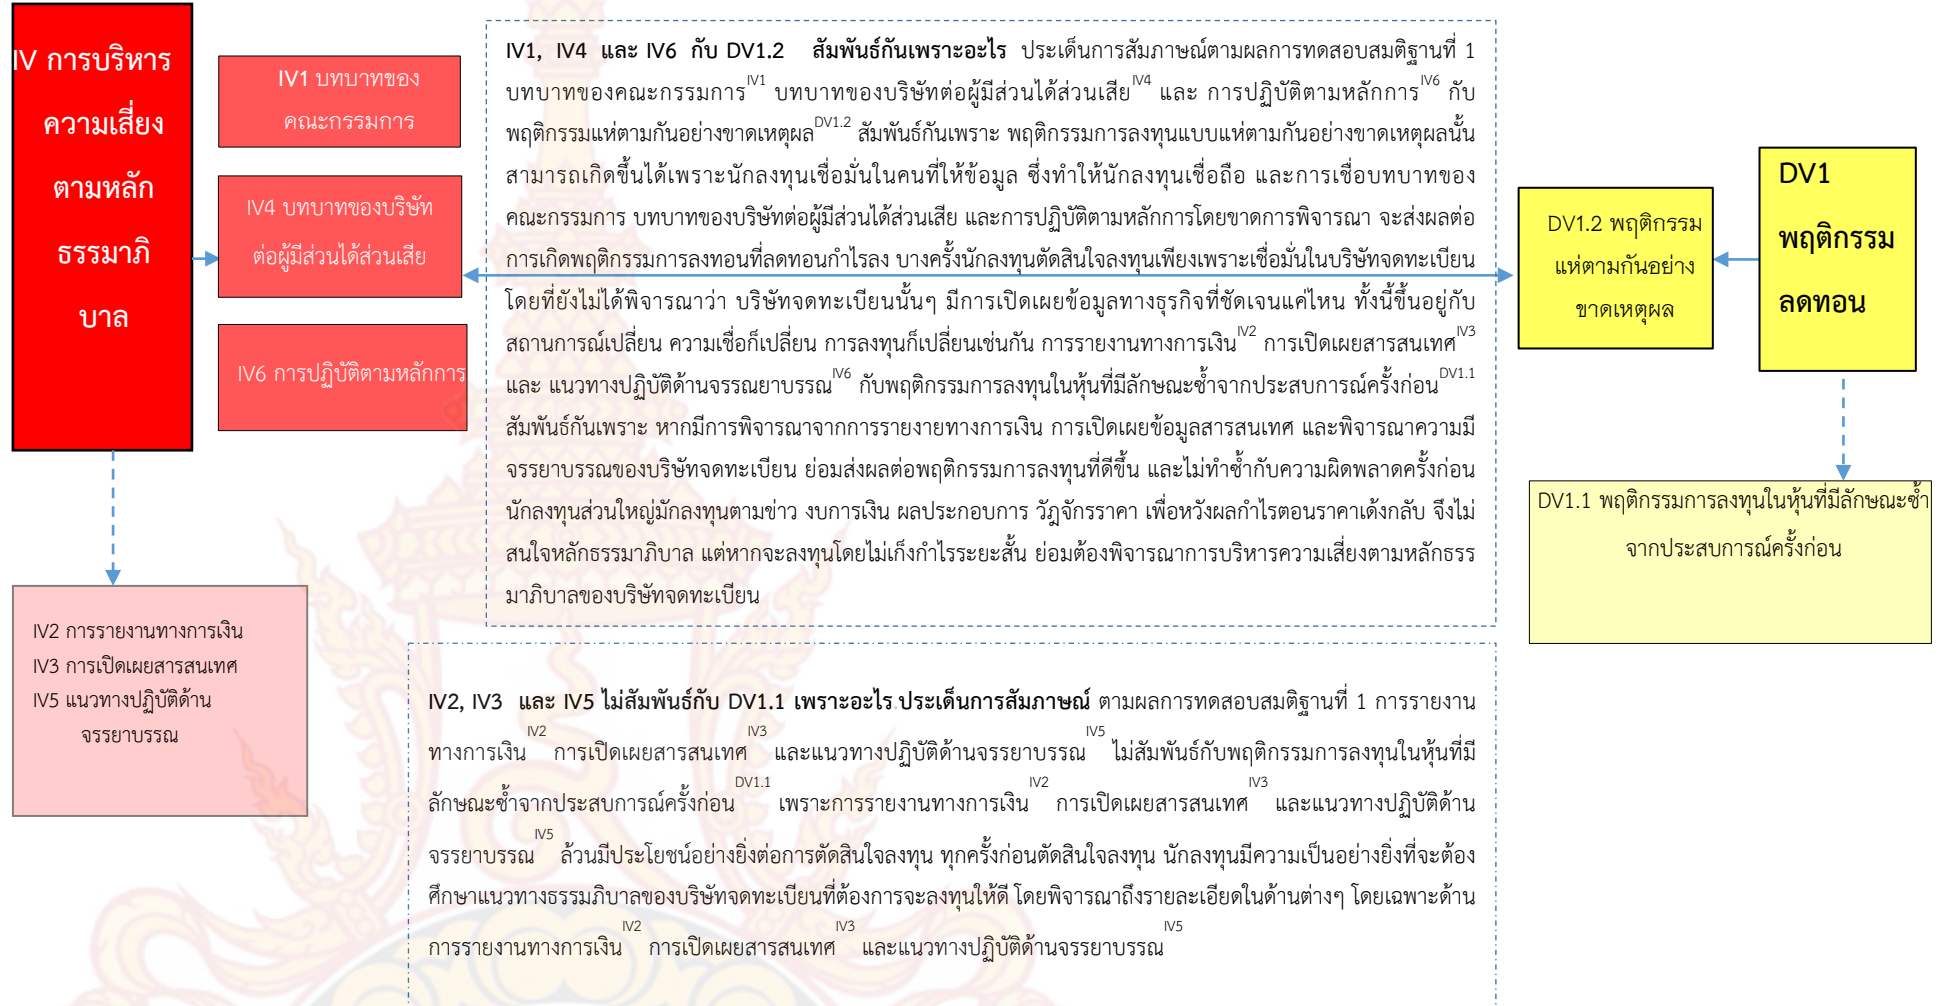 IV การบริหาร
ความเสี่ยง
ตามหลัก
ธรรมาภิ
บาล
IV1 บทบาทของ
คณะกรรมการ
IV4 บทบาทของบริษัท
ต่อผู้มีส่วนได้ส่วนเสีย
IV6 การปฏิบัติตามหลักการ
IV2 การรายงานทางการเงิน
IV3 การเปิดเผยสารสนเทศ
IV5 แนวทางปฏิบัติด้าน
จรรยาบรรณ
IV1, IV4 และ IV6 กับ DV1.2 สัมพันธ์กันเพราะอะไร ประเด็นการสัมภาษณ์ตามผลการทดสอบสมติฐานที่ 1
บทบาทของคณะกรรมการIV1 บทบาทของบริษัทต่อผู้มีส่วนได้ส่วนเสียIV4 และ การปฏิบัติตามหลักการIV6 กับ
พฤติกรรมแห่ตามกันอย่างขาดเหตุผลDV1.2 สัมพันธ์กันเพราะ พฤติกรรมการลงทุนแบบแห่ตามกันอย่างขาดเหตุผลนั้น
สามารถเกิดขึ้นได้เพราะนักลงทุนเชื่อมั่นในคนที่ให้ข้อมูล ซึ่งทำให้นักลงทุนเชื่อถือ และการเชื่อบทบาทของ
คณะกรรมการ บทบาทของบริษัทต่อผู้มีส่วนได้ส่วนเสีย และการปฏิบัติตามหลักการโดยขาดการพิจารณา จะส่งผลต่อ
การเกิดพฤติกรรมการลงทอนที่ลดทอนกำไรลง บางครั้งนักลงทุนตัดสินใจลงทุนเพียงเพราะเชื่อมั่นในบริษัทจดทะเบียน
โดยที่ยังไม่ได้พิจารณาว่า บริษัทจดทะเบียนนั้นๆ มีการเปิดเผยข้อมูลทางธุรกิจที่ชัดเจนแค่ไหน ทั้งนี้ขึ้นอยู่กับ
สถานการณ์เปลี่ยน ความเชื่อก็เปลี่ยน การลงทุนก็เปลี่ยนเช่นกัน การรายงานทางการเงินIV2 การเปิดเผยสารสนเทศIV3
และ แนวทางปฏิบัติด้านจรรณยาบรรณIV6 กับพฤติกรรมการลงทุนในหุ้นที่มีลักษณะซ้ำจากประสบการณ์ครั้งก่อนDV1.1
สัมพันธ์กันเพราะ หากมีการพิจารณาจากการรายงายทางการเงิน การเปิดเผยข้อมูลสารสนเทศ และพิจารณาความมี
จรรยาบรรณของบริษัทจดทะเบียน ย่อมส่งผลต่อพฤติกรรมการลงทุนที่ดีขึ้น และไม่ทำซ้ำกับความผิดพลาดครั้งก่อน
นักลงทุนส่วนใหญ่มักลงทุนตามข่าว งบการเงิน ผลประกอบการ วัฎจักรราคา เพื่อหวังผลกำไรตอนราคาเด้งกลับ จึงไม่
สนใจหลักธรรมาภิบาล แต่หากจะลงทุนโดยไม่เก็งกำไรระยะสั้น ย่อมต้องพิจารณาการบริหารความเสี่ยงตามหลักธรร
มาภิบาลของบริษัทจดทะเบียน
IV2, IV3 และ IV5 ไม่สัมพันธ์กับ DV1.1 เพราะอะไร ประเด็นการสัมภาษณ์ ตามผลการทดสอบสมติฐานที่ 1 การรายงาน
ทางการเงินIV2 การเปิดเผยสารสนเทศIV3 และแนวทางปฏิบัติด้านจรรยาบรรณIV5 ไม่สัมพันธ์กับพฤติกรรมการลงทุนในหุ้นที่มี
ลักษณะซ้ำจากประสบการณ์ครั้งก่อนDV1.1 เพราะการรายงานทางการเงินIV2 การเปิดเผยสารสนเทศIV3 และแนวทางปฏิบัติด้าน
จรรยาบรรณIV5 ล้วนมีประโยชน์อย่างยิ่งต่อการตัดสินใจลงทุน ทุกครั้งก่อนตัดสินใจลงทุน นักลงทุนมีความเป็นอย่างยิ่งที่จะต้อง
ศึกษาแนวทางธรรมภิบาลของบริษัทจดทะเบียนที่ต้องการจะลงทุนให้ดี โดยพิจารณาถึงรายละเอียดในด้านต่างๆ โดยเฉพาะด้าน
การรายงานทางการเงินIV2 การเปิดเผยสารสนเทศIV3 และแนวทางปฏิบัติด้านจรรยาบรรณIV5
DV1.2 พฤติกรรม
แห่ตามกันอย่าง
ขาดเหตุผล
DV1
พฤติกรรม
ลดทอน
DV1.1 พฤติกรรมการลงทุนในหุ้นที่มีลักษณะซ้ำ
จากประสบการณ์ครั้งก่อน